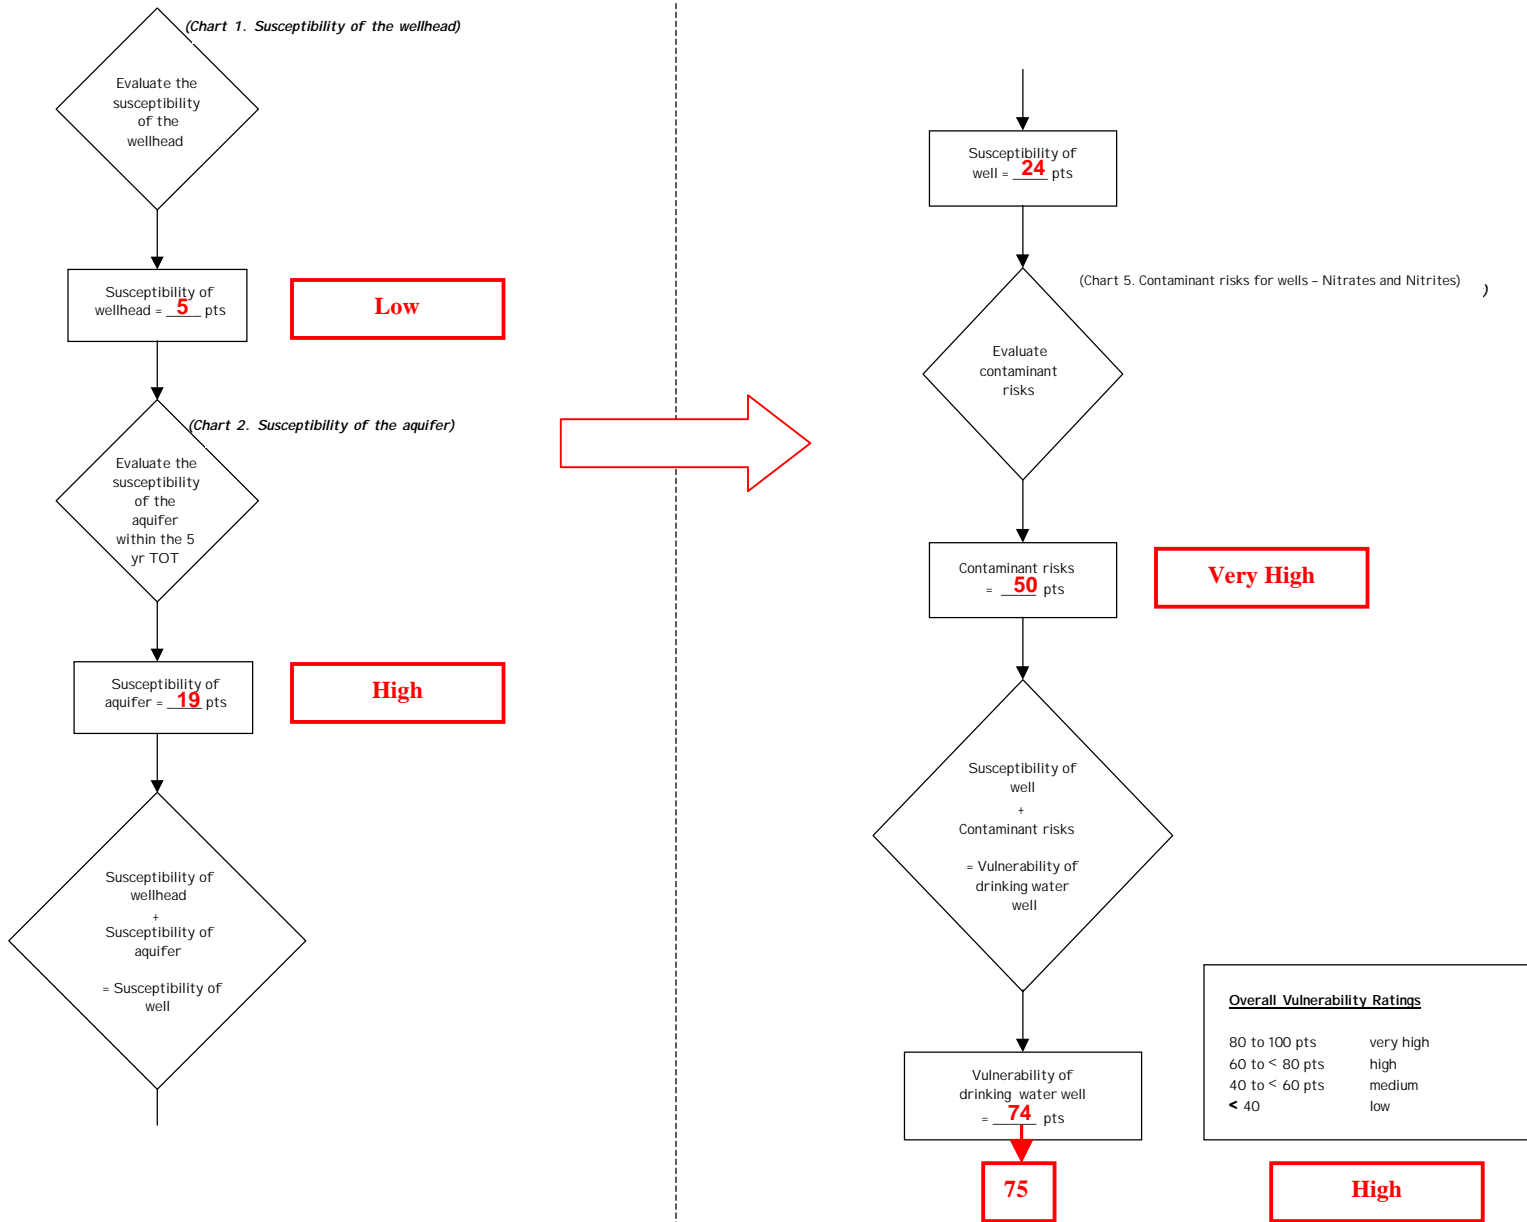 (Chart 1. Susceptibility of the wellhead)
Evaluate the
susceptibility
of the
wellhead
Susceptibility of
wellhead = 5 pts
Low
(Chart 2. Susceptibility of the aquifer)
Evaluate the
susceptibility
of the
aquifer
within the 5
yr TOT
Susceptibility of
aquifer = 19 pts
High
Susceptibility of
wellhead
+
Susceptibility of
aquifer
= Susceptibility of
well
Susceptibility of
well = 24 pts
(Chart 5. Contaminant risks for wells – Nitrates and Nitrites)
)
Evaluate
contaminant
risks
Contaminant risks
= 50 pts
Very High
Susceptibility of
well
+
Contaminant risks
= Vulnerability of
drinking water
well
Vulnerability of
drinking water well
= 74 pts
75
Overall Vulnerability Ratings
80 to 100 pts very high
60 to < 80 pts high
40 to < 60 pts medium
< 40 low
High